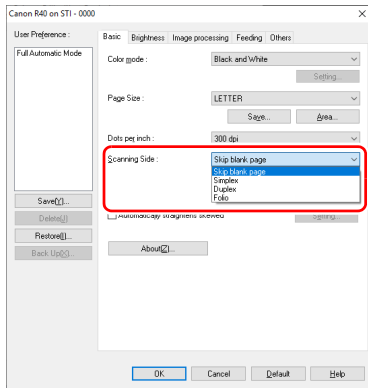 Canon R40 on STI - 0000
User Preference :
Full Automatic Mode
Save(V)...
Delete(J)
Restore(I)...
Back Up(X)...
Basic Brightness Image processing Feeding Others
Color mode : Black and White
Setting...
Page Size : LETTER
Save... Area...
Dots per inch : 300 dpi
Scanning Side : Skip blank page
Skip blank page
Simplex
Duplex
Folio
Automatically straightens skewed
Setting...
About(Z)...
OK Cancel Default Help